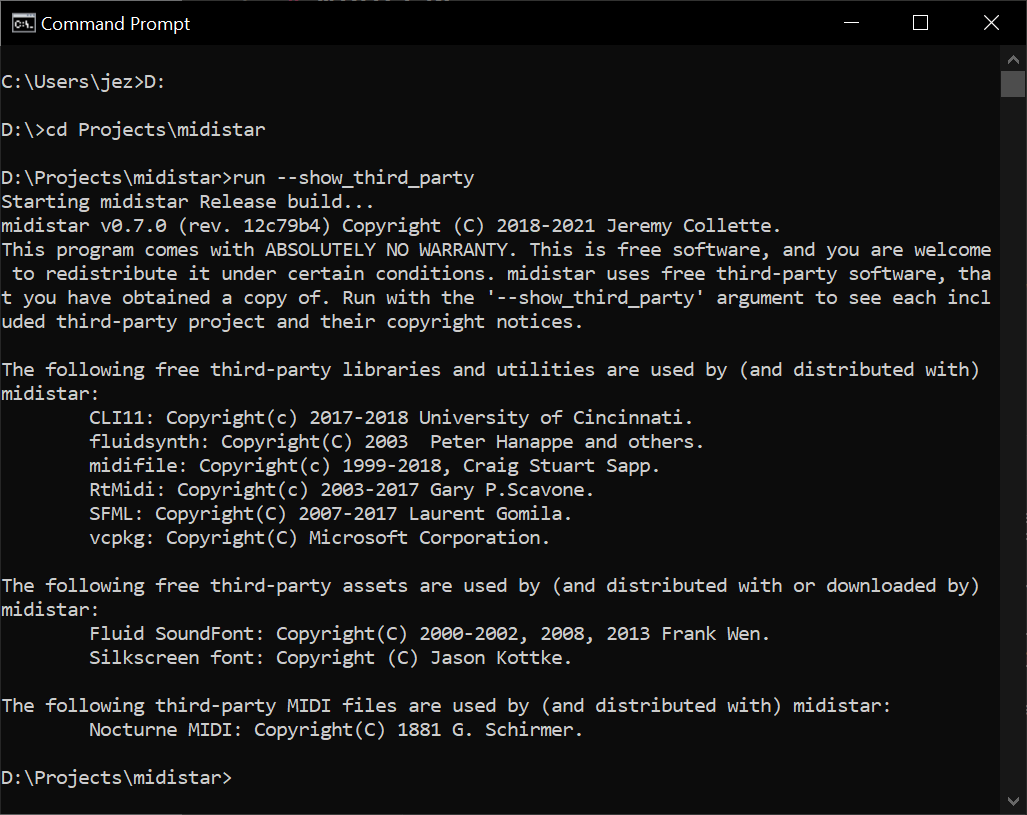 Command Prompt
C:\Users\jez>D:
D:\>cd Projects\midistar
D:\Projects\midistar>run --show_third_party
Starting midistar Release build...
midistar v0.7.0 (rev. 12c79b4) Copyright (C) 2018-2021 Jeremy Collette.
This program comes with ABSOLUTELY NO WARRANTY. This is free software, and you are welcome
 to redistribute it under certain conditions. midistar uses free third-party software, tha
t you have obtained a copy of. Run with the '--show_third_party' argument to see each incl
uded third-party project and their copyright notices.
The following free third-party libraries and utilities are used by (and distributed with)
midistar:
        CLI11: Copyright(c) 2017-2018 University of Cincinnati.
        fluidsynth: Copyright(C) 2003  Peter Hanappe and others.
        midifile: Copyright(c) 1999-2018, Craig Stuart Sapp.
        RtMidi: Copyright(c) 2003-2017 Gary P.Scavone.
        SFML: Copyright(C) 2007-2017 Laurent Gomila.
        vcpkg: Copyright(C) Microsoft Corporation.
The following free third-party assets are used by (and distributed with or downloaded by)
midistar:
        Fluid SoundFont: Copyright(C) 2000-2002, 2008, 2013 Frank Wen.
        Silkscreen font: Copyright (C) Jason Kottke.
The following third-party MIDI files are used by (and distributed with) midistar:
        Nocturne MIDI: Copyright(C) 1881 G. Schirmer.
D:\Projects\midistar>